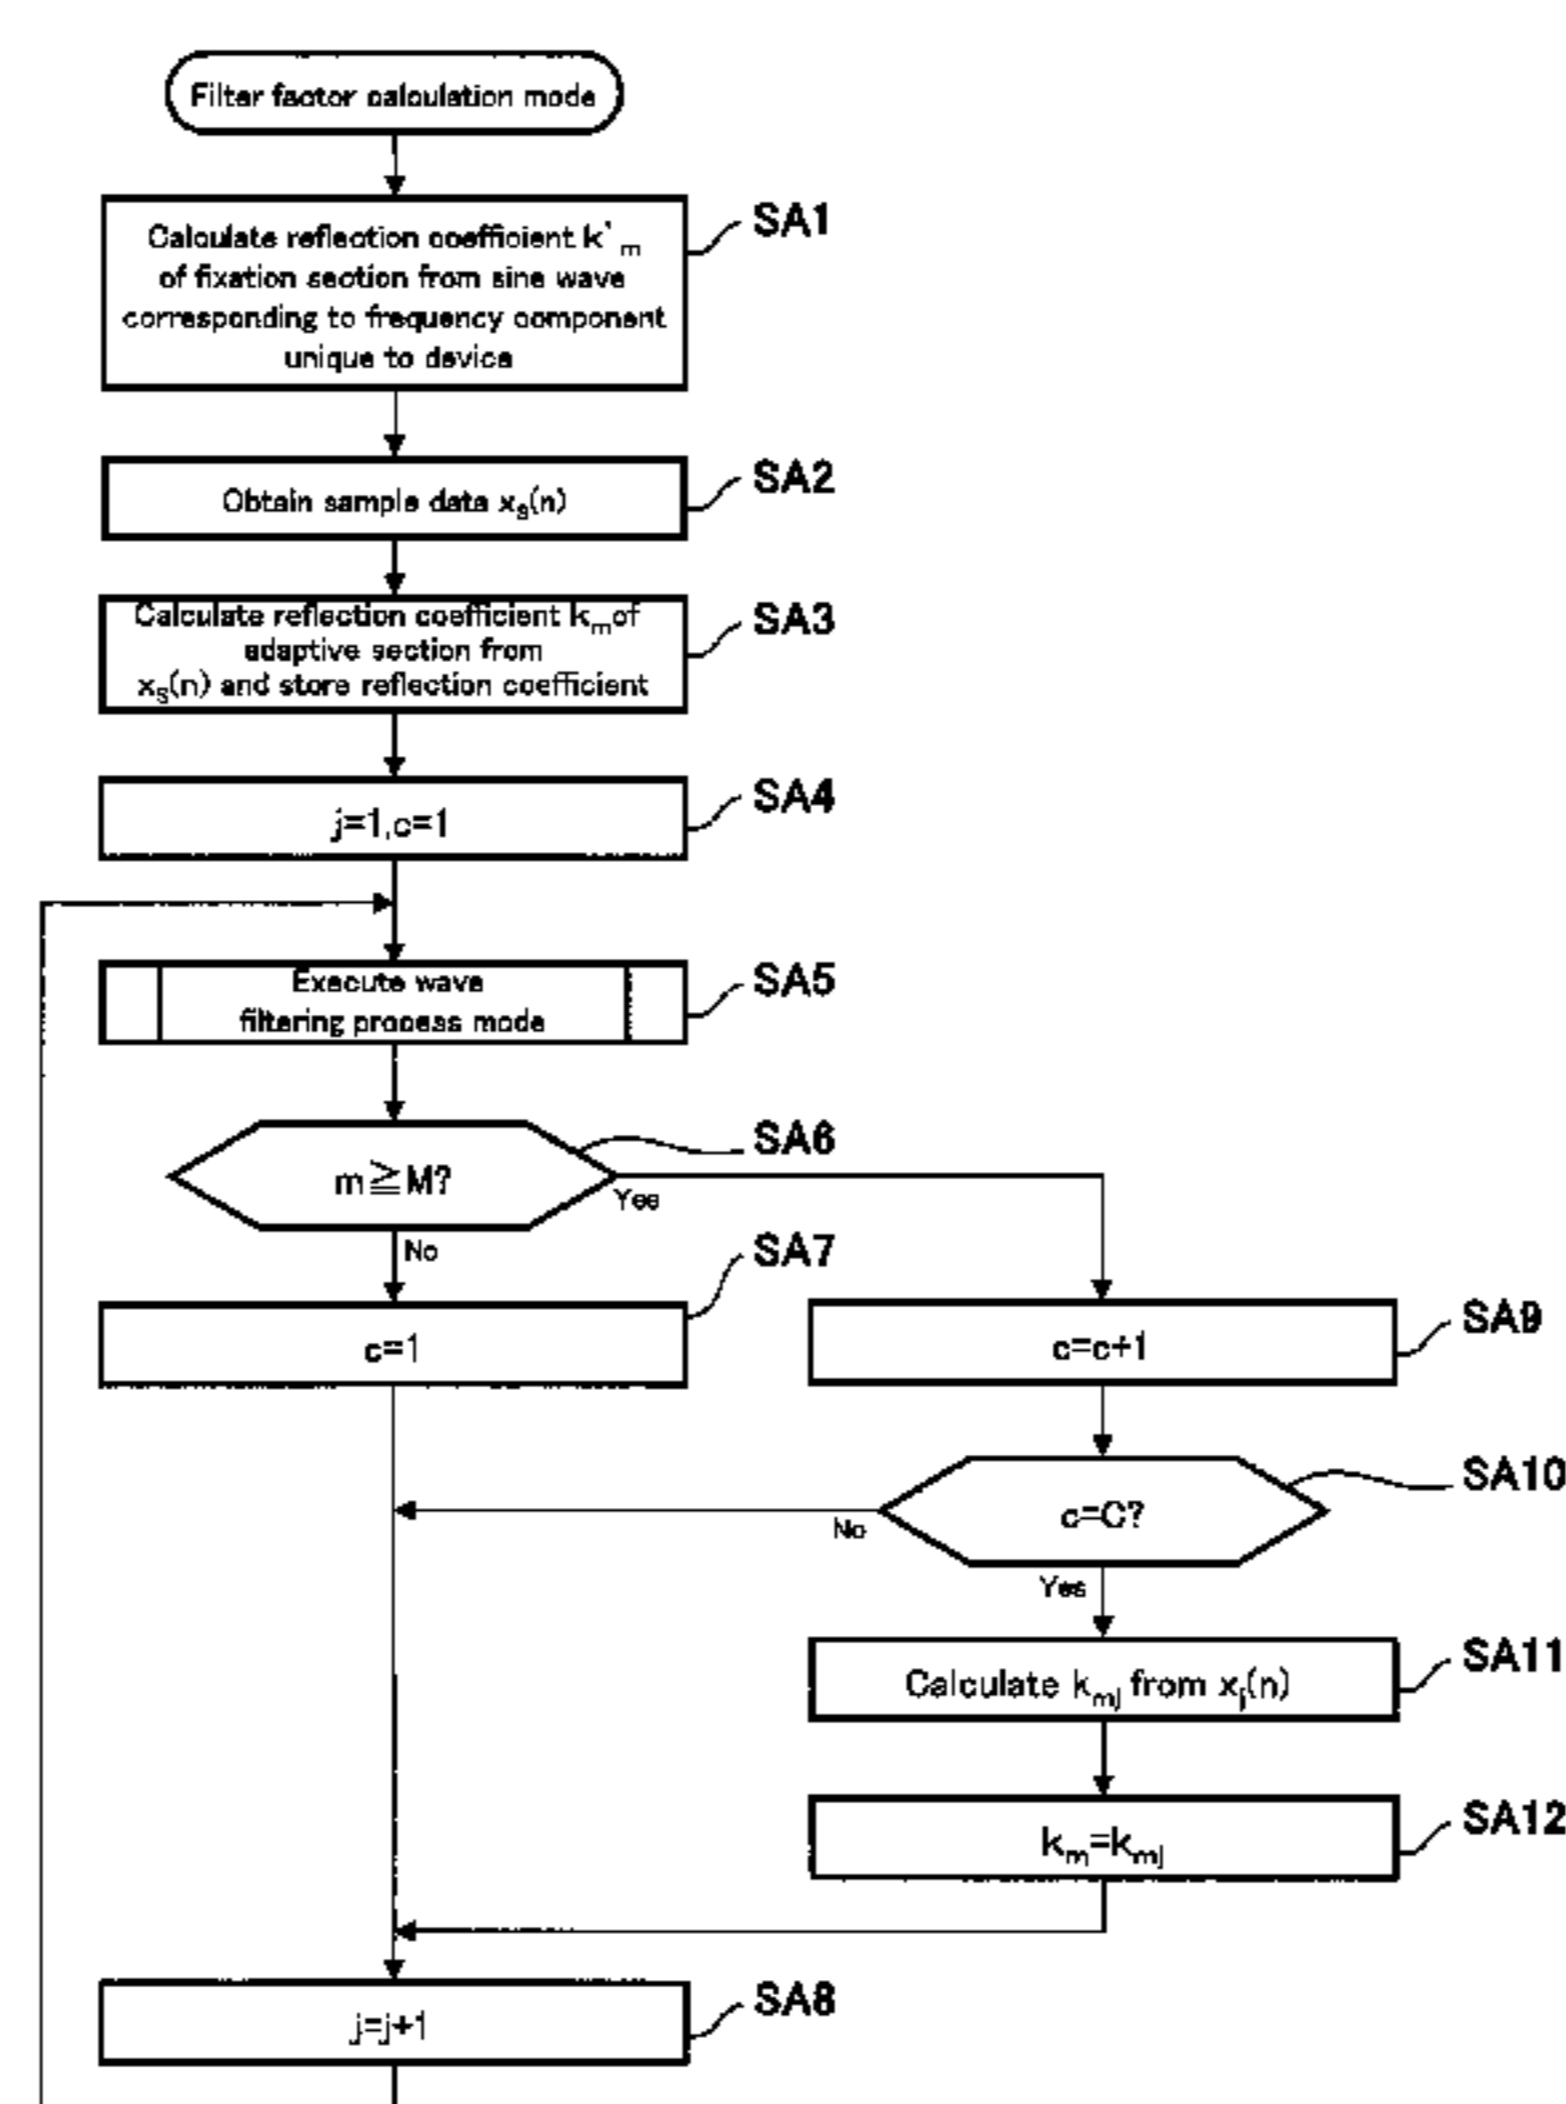 Filter factor calculation mode
SA1
Calculate reflection coefficient k'm
of fixation section from sine wave
corresponding to frequency component
unique to device
SA2
Obtain sample data xs(n)
SA3
Calculate reflection coefficient km of
adaptive section from
xs(n) and store reflection coefficient
SA4
j=1,c=1
SA5
Execute wave
filtering process mode
SA6
m≧M?
Yes
No
SA7
c=1
SA9
c=c+1
SA10
c=C?
No
Yes
SA11
Calculate kmj from xj(n)
SA12
km=kmj
SA8
j=j+1